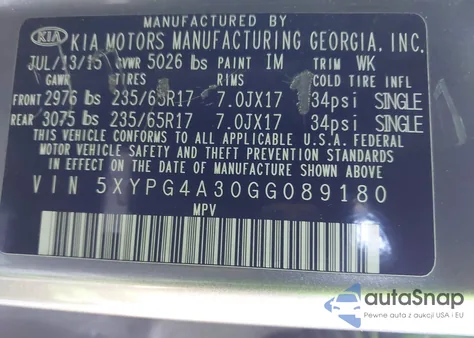 MANUFACTURED BY
KIA KIA MOTORS MANUFACTURING GEORGIA, INC.
JUL/13/15 GVWR 5026 lbs PAINT IM TRIM WK
GAWR TIRES RIMS COLD TIRE INFL
FRONT 2976 lbs 235/65R17 7.0JX17 34psi SINGLE
REAR 3075 lbs 235/65R17 7.0JX17 34psi SINGLE
THIS VEHICLE CONFORMS TO ALL APPLICABLE U.S.A. FEDERAL
MOTOR VEHICLE SAFETY AND THEFT PREVENTION STANDARDS
IN EFFECT ON THE DATE OF MANUFACTURE SHOWN ABOVE.
VIN 5XYPG4A30GG089180
MPV
autoSnap
Pewne auta z aukcji USA i EU